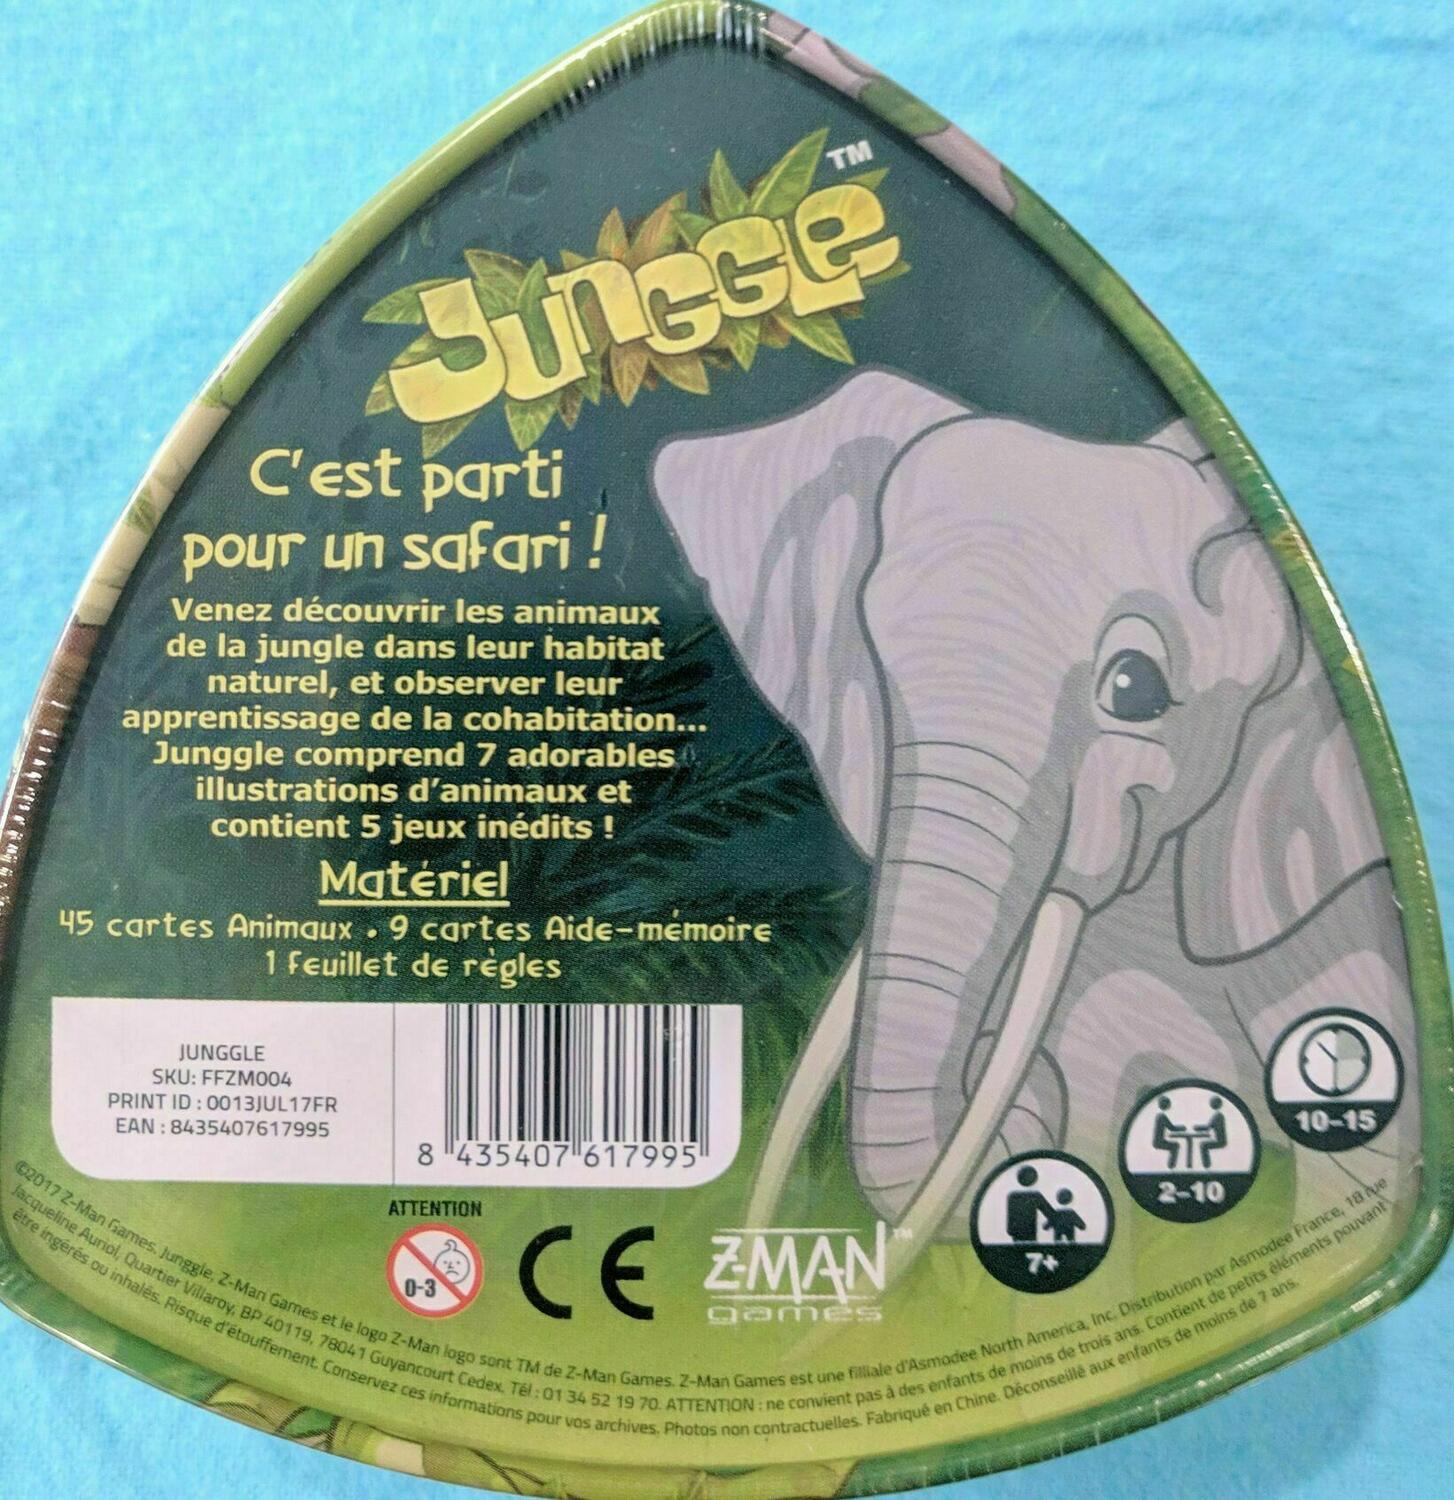 Junggle™
C'est parti
pour un safari !
Venez découvrir les animaux
de la jungle dans leur habitat
naturel, et observer leur
apprentissage de la cohabitation...
Junggle comprend 7 adorables
illustrations d'animaux et
contient 5 jeux inédits !
Matériel
45 cartes Animaux . 9 cartes Aide-mémoire
1 feuillet de règles
JUNGGLE
SKU: FFZM004
PRINT ID : 0013JUL17FR
EAN : 8435407617995
8 435407 617995
ATTENTION
0-3
CE
Z-MAN™
games
7+
2-10
10-15
©2017 Z-Man Games. Junggle, Z-Man Games et le logo Z-Man logo sont TM de Z-Man Games. Z-Man Games est une filliale d'Asmodee North America, Inc. Distribution par Asmodee France, 18 rue
Jacqueline Auriol, Quartier Villaroy, BP 40119, 78041 Guyancourt Cedex. Tél : 01 34 52 19 70. ATTENTION : ne convient pas à des enfants de moins de trois ans. Contient de petits éléments pouvant
être ingérés ou inhalés. Risque d'étouffement. Conservez ces informations pour vos archives. Photos non contractuelles. Fabriqué en Chine. Déconseillé aux enfants de moins de 7 ans.